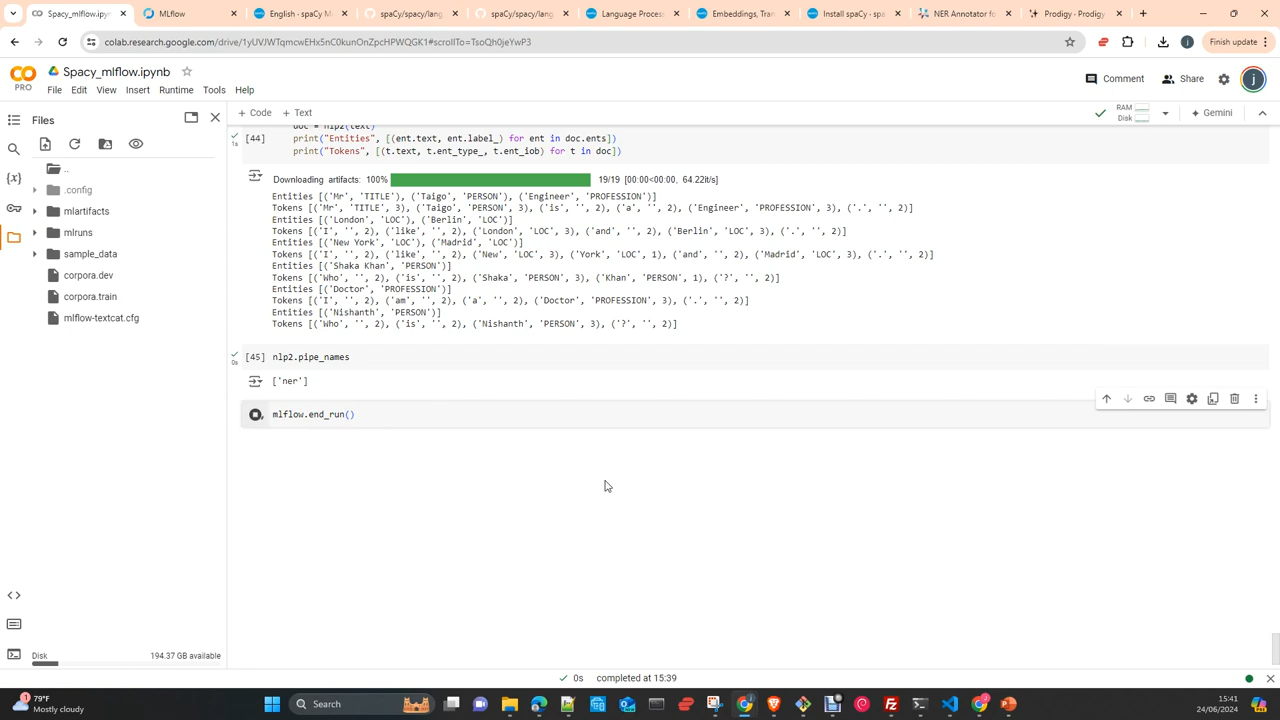 Spacy_mlflow.ipyn
MLflow
English · spaCy M
spaCy/spacy/lang
spaCy/spacy/lang
Language Proces
Embeddings, Tran
Install spaCy · spa
NER Annotator fo
Prodigy · Prodigy
colab.research.google.com/drive/1yUVJWTqmcwEHx5nC0kunOnZpcHPWQGK1#scrollTo=TsoQh0jeYwP3
Finish update
CO
PRO
Spacy_mlflow.ipynb
File Edit View Insert Runtime Tools Help
Comment
Share
j
Files
+ Code + Text
RAM
Disk
Gemini
..
.config
mlartifacts
mlruns
sample_data
corpora.dev
corpora.train
mlflow-textcat.cfg
Disk
194.37 GB available
doc = nlp2(text)
[44]
1s
print("Entities", [(ent.text, ent.label_) for ent in doc.ents])
print("Tokens", [(t.text, t.ent_type_, t.ent_iob) for t in doc])
Downloading artifacts: 100% 19/19 [00:00<00:00, 64.22it/s]
Entities [('Mr', 'TITLE'), ('Taigo', 'PERSON'), ('Engineer', 'PROFESSION')]
Tokens [('Mr', 'TITLE', 3), ('Taigo', 'PERSON', 3), ('is', '', 2), ('a', '', 2), ('Engineer', 'PROFESSION', 3), ('.', '', 2)]
Entities [('London', 'LOC'), ('Berlin', 'LOC')]
Tokens [('I', '', 2), ('like', '', 2), ('London', 'LOC', 3), ('and', '', 2), ('Berlin', 'LOC', 3), ('.', '', 2)]
Entities [('New York', 'LOC'), ('Madrid', 'LOC')]
Tokens [('I', '', 2), ('like', '', 2), ('New', 'LOC', 3), ('York', 'LOC', 1), ('and', '', 2), ('Madrid', 'LOC', 3), ('.', '', 2)]
Entities [('Shaka Khan', 'PERSON')]
Tokens [('Who', '', 2), ('is', '', 2), ('Shaka', 'PERSON', 3), ('Khan', 'PERSON', 1), ('?', '', 2)]
Entities [('Doctor', 'PROFESSION')]
Tokens [('I', '', 2), ('am', '', 2), ('a', '', 2), ('Doctor', 'PROFESSION', 3), ('.', '', 2)]
Entities [('Nishanth', 'PERSON')]
Tokens [('Who', '', 2), ('is', '', 2), ('Nishanth', 'PERSON', 3), ('?', '', 2)]
[45] nlp2.pipe_names
0s
['ner']
mlflow.end_run()
0s completed at 15:39
79°F
Mostly cloudy
Search
15:41
24/06/2024